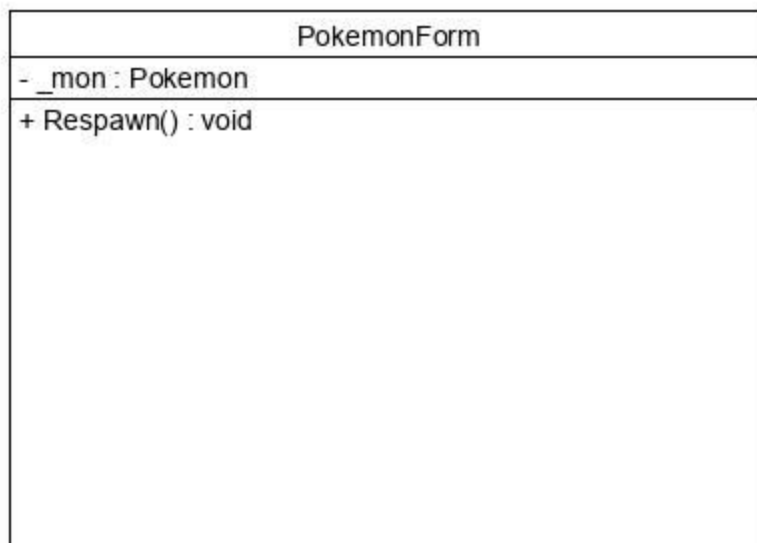 PokemonForm
- _mon : Pokemon
+ Respawn() : void